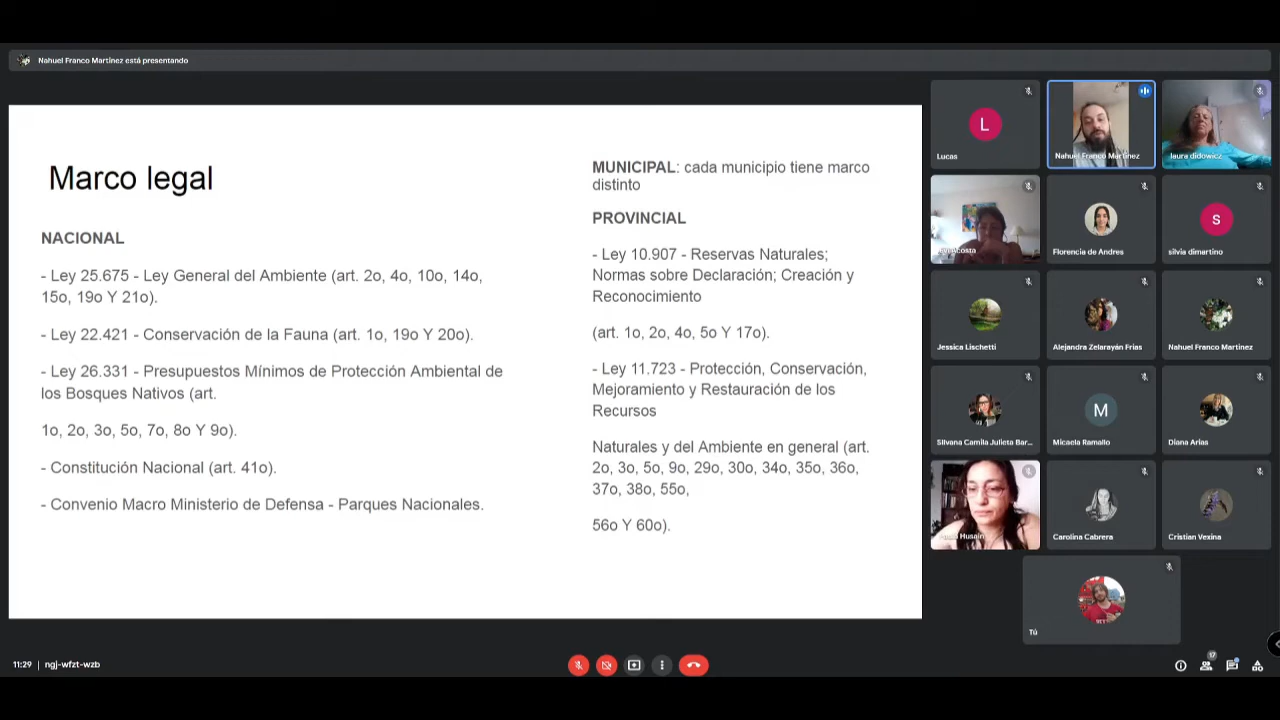 Nahuel Franco Martínez está presentando
Marco legal
NACIONAL
- Ley 25.675 - Ley General del Ambiente (art. 2o, 4o, 10o, 14o,
15o, 19o Y 21o).
- Ley 22.421 - Conservación de la Fauna (art. 1o, 19o Y 20o).
- Ley 26.331 - Presupuestos Mínimos de Protección Ambiental de
los Bosques Nativos (art.
1o, 2o, 3o, 5o, 7o, 8o Y 9o).
- Constitución Nacional (art. 41o).
- Convenio Macro Ministerio de Defensa - Parques Nacionales.
MUNICIPAL: cada municipio tiene marco
distinto
PROVINCIAL
- Ley 10.907 - Reservas Naturales;
Normas sobre Declaración; Creación y
Reconocimiento
(art. 1o, 2o, 4o, 5o Y 17o).
- Ley 11.723 - Protección, Conservación,
Mejoramiento y Restauración de los
Recursos
Naturales y del Ambiente en general (art.
2o, 3o, 5o, 9o, 29o, 30o, 34o, 35o, 36o,
37o, 38o, 55o,
56o Y 60o).
L
Lucas
Nahuel Franco Martínez
laura didowicz
Acosta
Florencia de Andres
s
silvia dimartino
Jessica Lischetti
Alejandra Zelarayán Frias
Nahuel Franco Martinez
Silvana Camila Julieta Bar...
M
Micaela Ramallo
Diana Arias
Husain
Carolina Cabrera
Cristian Vexina
Tú
11:29 | ngj-wfzt-wzb
17